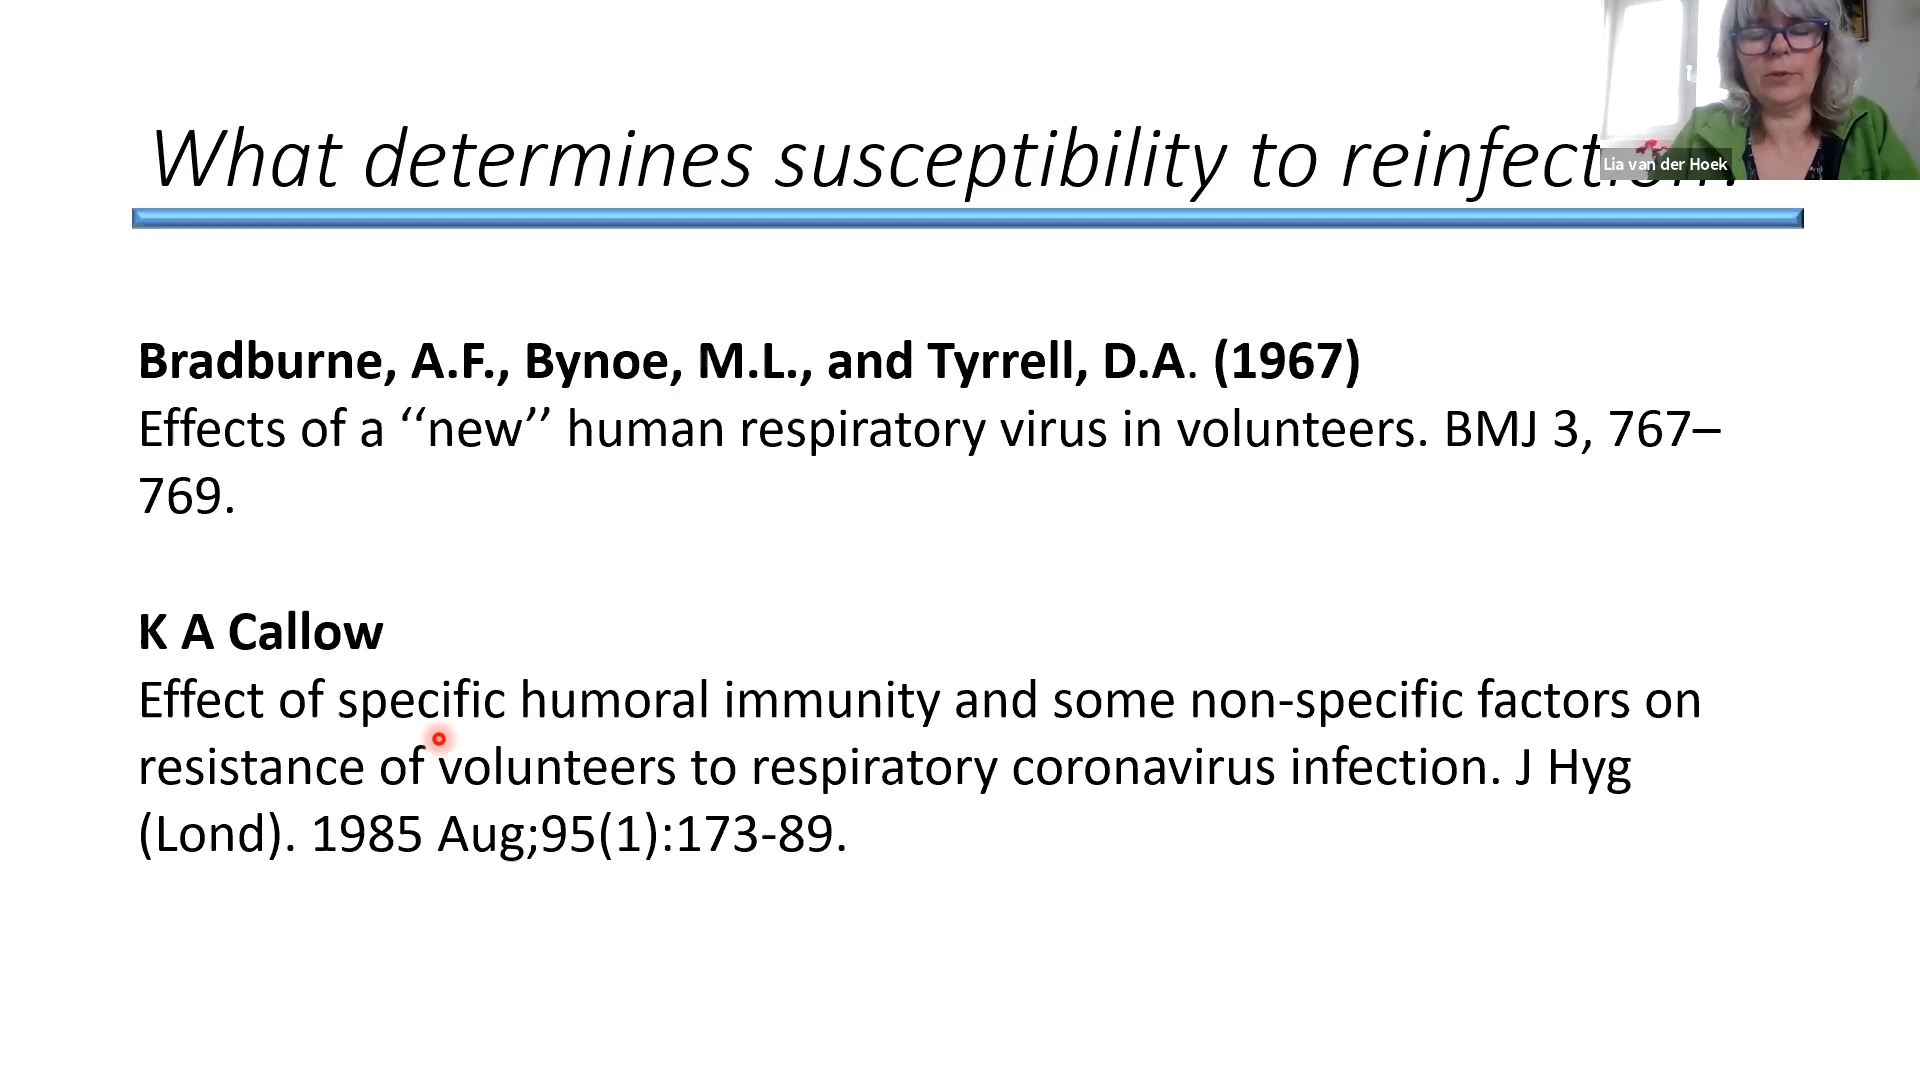 What determines susceptibility to
Lia van der Hoek
Bradburne, A.F., Bynoe, M.L., and Tyrrell, D.A. (1967)
Effects of a ‘‘new’’ human respiratory virus in volunteers. BMJ 3, 767–
769.
K A Callow
Effect of specific humoral immunity and some non-specific factors on
resistance of volunteers to respiratory coronavirus infection. J Hyg
(Lond). 1985 Aug;95(1):173-89.